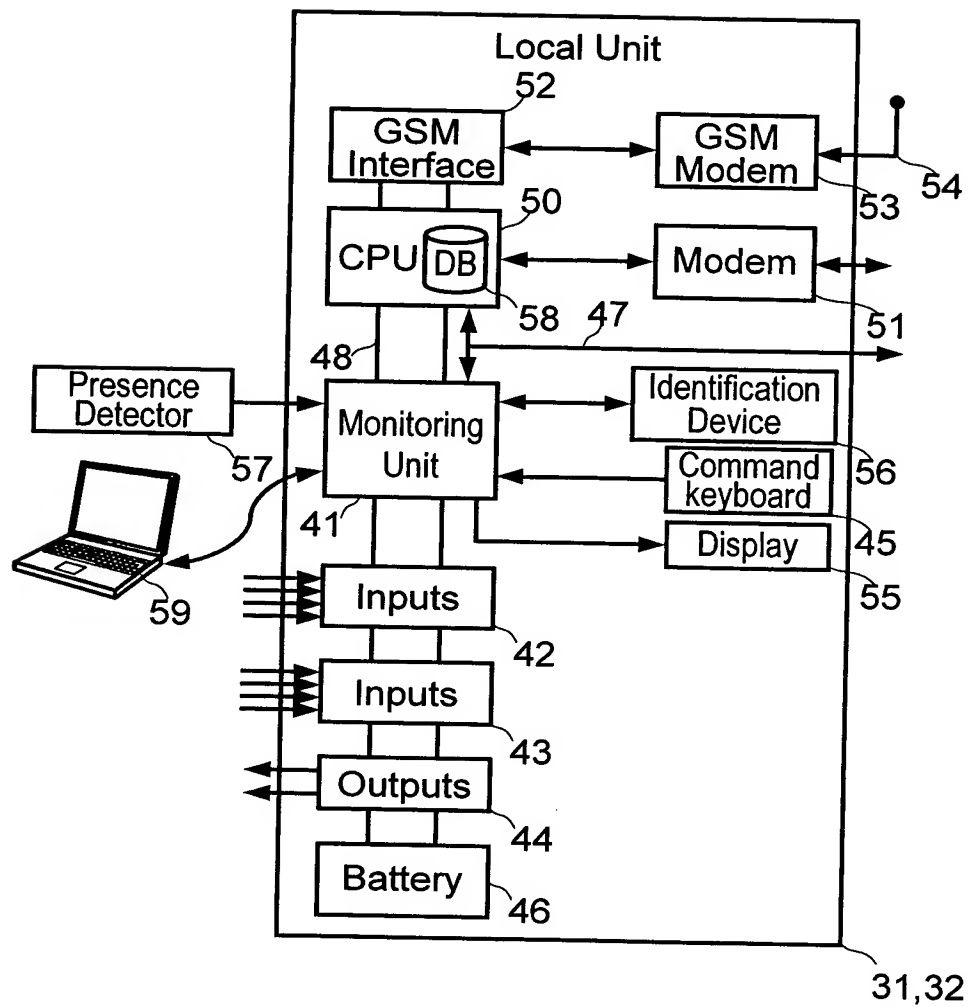 Local Unit
52
GSM
Interface
GSM
Modem
53
54
50
CPU
DB
58
Modem
51
48
47
Presence
Detector
57
Monitoring
Unit
41
Identification
Device
56
Command
keyboard
45
Display
55
59
Inputs
42
Inputs
43
Outputs
44
Battery
46
31,32